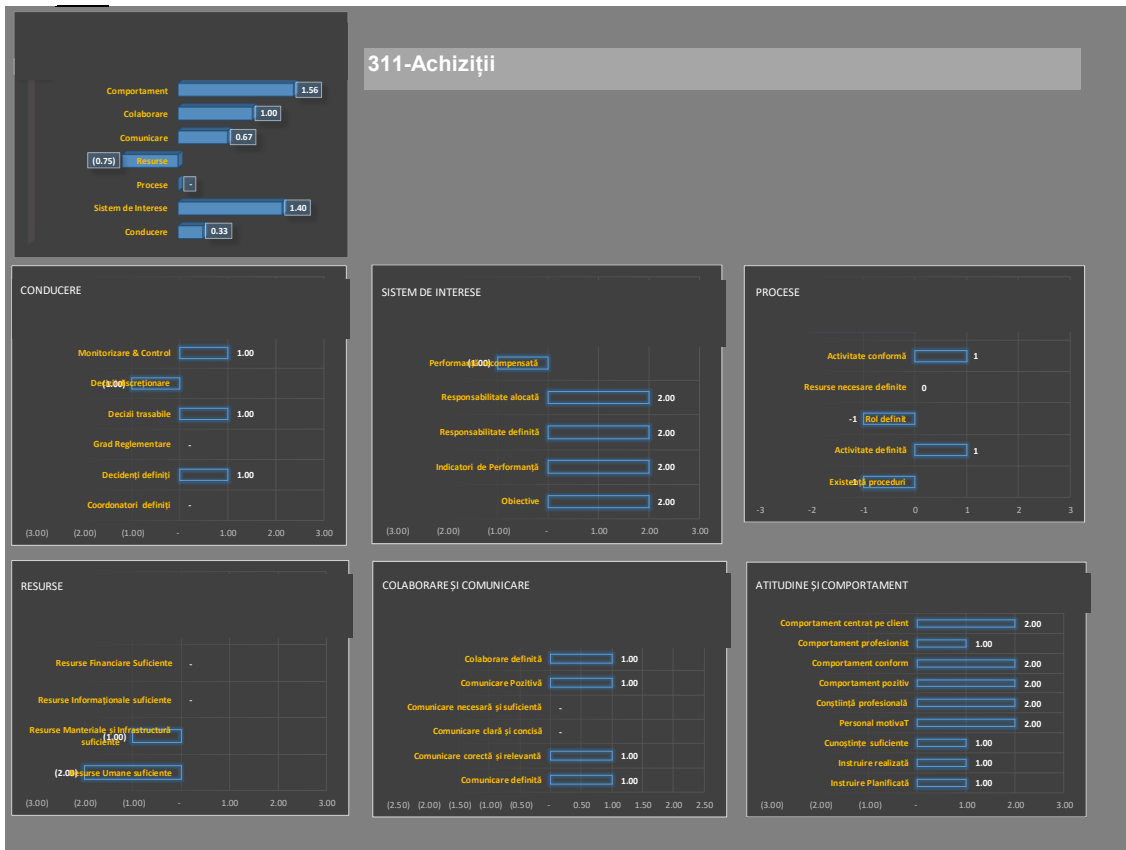 311-Achiziții
Comportament 1.56
Colaborare 1.00
Comunicare 0.67
(0.75) Resurse
Procese -
Sistem de Interese 1.40
Conducere 0.33
CONDUCERE
Monitorizare & Control 1.00
(1.00)
Decizii trasabile 1.00
Grad Reglementare -
Decidenți definiți 1.00
Coordonatori definiți -
(3.00) (2.00) (1.00) - 1.00 2.00 3.00
SISTEM DE INTERESE
(1.00)
Responsabilitate alocată 2.00
Responsabilitate definită 2.00
Indicatori de Performanță 2.00
Obiective 2.00
(3.00) (2.00) (1.00) - 1.00 2.00 3.00
PROCESE
Activitate conformă 1
Resurse necesare definite 0
-1 Rol definit
Activitate definită 1
Existență proceduri -1
-3 -2 -1 0 1 2 3
RESURSE
Resurse Financiare Suficiente -
Resurse Informaționale suficiente -
Resurse Manteriale si Infrastructură
suficiente (1.00)
(2.00) Resurse Umane suficiente
(3.00) (2.00) (1.00) - 1.00 2.00 3.00
COLABORARE ȘI COMUNICARE
Colaborare definită 1.00
Comunicare Pozitivă 1.00
Comunicare necesară și suficientă -
Comunicare clară și concisă -
Comunicare corectă și relevantă 1.00
Comunicare definită 1.00
(2.50) (2.00) (1.50) (1.00) (0.50) - 0.50 1.00 1.50 2.00 2.50
ATITUDINE ȘI COMPORTAMENT
Comportament centrat pe client 2.00
Comportament profesionist 1.00
Comportament conform 2.00
Comportament pozitiv 2.00
Conștiință profesională 2.00
Personal motivaT 2.00
Cunoștințe suficiente 1.00
Instruire realizată 1.00
Instruire Planificată 1.00
(3.00) (2.00) (1.00) - 1.00 2.00 3.00